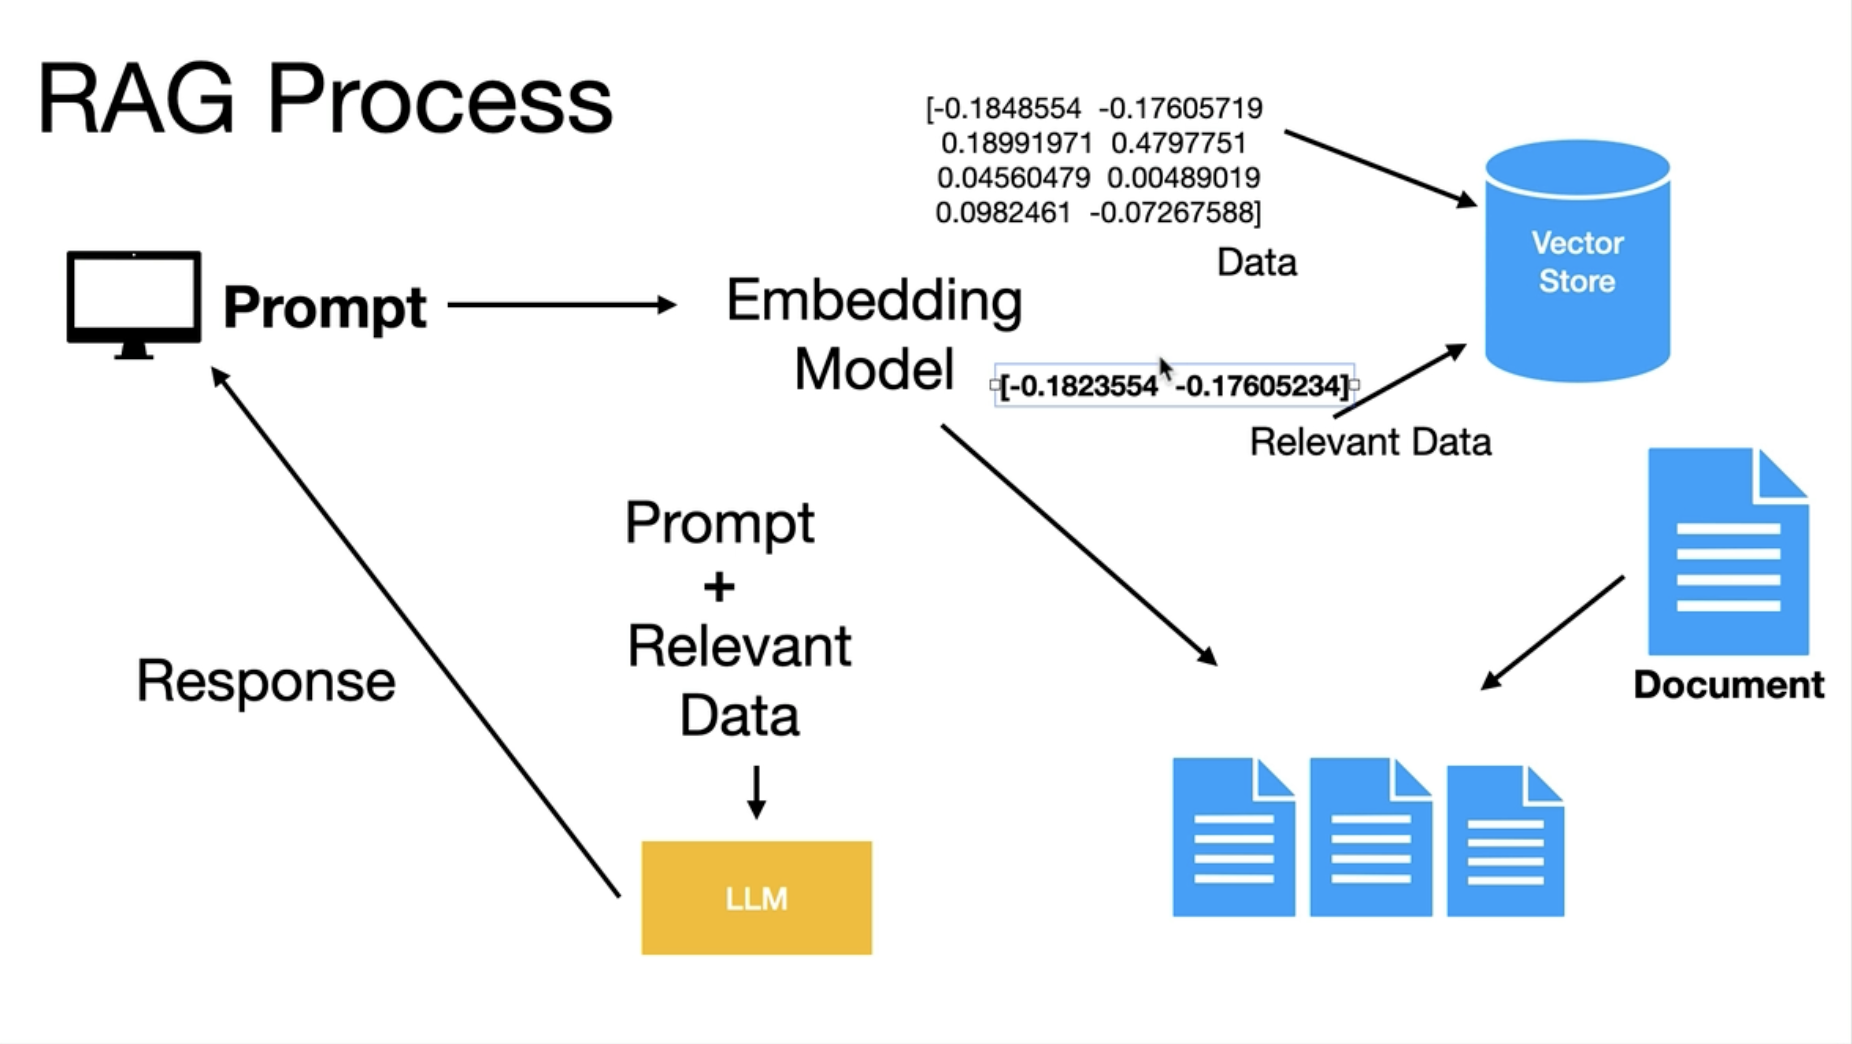 RAG Process
[-0.1848554 -0.17605719
0.18991971 0.4797751
0.04560479 0.00489019
0.0982461 -0.07267588]
Data
Vector
Store
Prompt
Embedding
Model
[-0.1823554 -0.17605234]
Relevant Data
Document
Prompt
+
Relevant
Data
Response
LLM